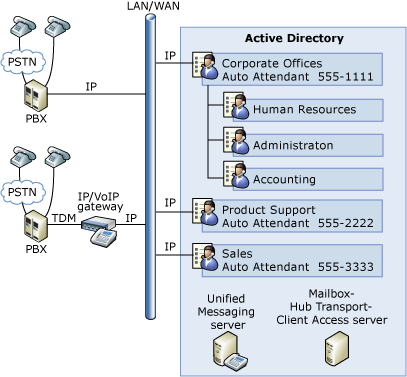 LAN/WAN
PSTN
IP
PBX
PSTN
IP/VoIP
gateway
TDM
IP
PBX
Active Directory
IP
Corporate Offices
Auto Attendant 555-1111
Human Resources
Administraton
Accounting
IP
Product Support
Auto Attendant 555-2222
IP
Sales
Auto Attendant 555-3333
Unified
Messaging
server
Mailbox-
Hub Transport-
Client Access server